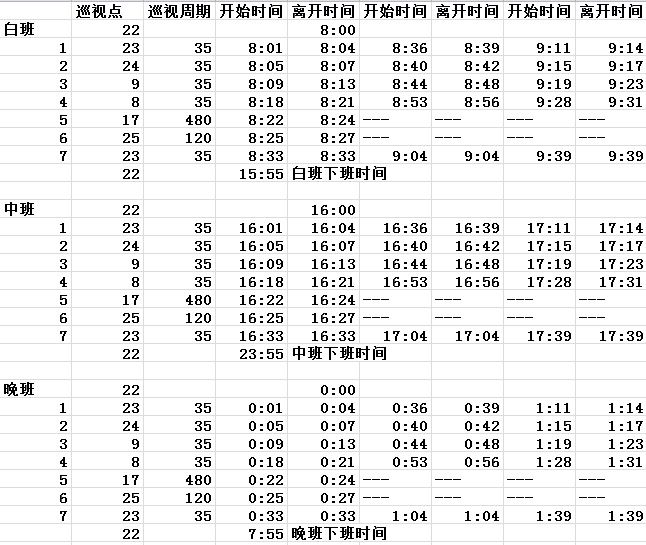 巡视点 巡视周期 开始时间 离开时间 开始时间 离开时间 开始时间 离开时间
白班 22 8:00
1 23 35 8:01 8:04 8:36 8:39 9:11 9:14
2 24 35 8:05 8:07 8:40 8:42 9:15 9:17
3 9 35 8:09 8:13 8:44 8:48 9:19 9:23
4 8 35 8:18 8:21 8:53 8:56 9:28 9:31
5 17 480 8:22 8:24 --- --- --- ---
6 25 120 8:25 8:27 --- --- --- ---
7 23 35 8:33 8:33 9:04 9:04 9:39 9:39
22 15:55 白班下班时间
中班 22 16:00
1 23 35 16:01 16:04 16:36 16:39 17:11 17:14
2 24 35 16:05 16:07 16:40 16:42 17:15 17:17
3 9 35 16:09 16:13 16:44 16:48 17:19 17:23
4 8 35 16:18 16:21 16:53 16:56 17:28 17:31
5 17 480 16:22 16:24 --- --- --- ---
6 25 120 16:25 16:27 --- --- --- ---
7 23 35 16:33 16:33 17:04 17:04 17:39 17:39
22 23:55 中班下班时间
晚班 22 0:00
1 23 35 0:01 0:04 0:36 0:39 1:11 1:14
2 24 35 0:05 0:07 0:40 0:42 1:15 1:17
3 9 35 0:09 0:13 0:44 0:48 1:19 1:23
4 8 35 0:18 0:21 0:53 0:56 1:28 1:31
5 17 480 0:22 0:24 --- --- --- ---
6 25 120 0:25 0:27 --- --- --- ---
7 23 35 0:33 0:33 1:04 1:04 1:39 1:39
22 7:55 晚班下班时间